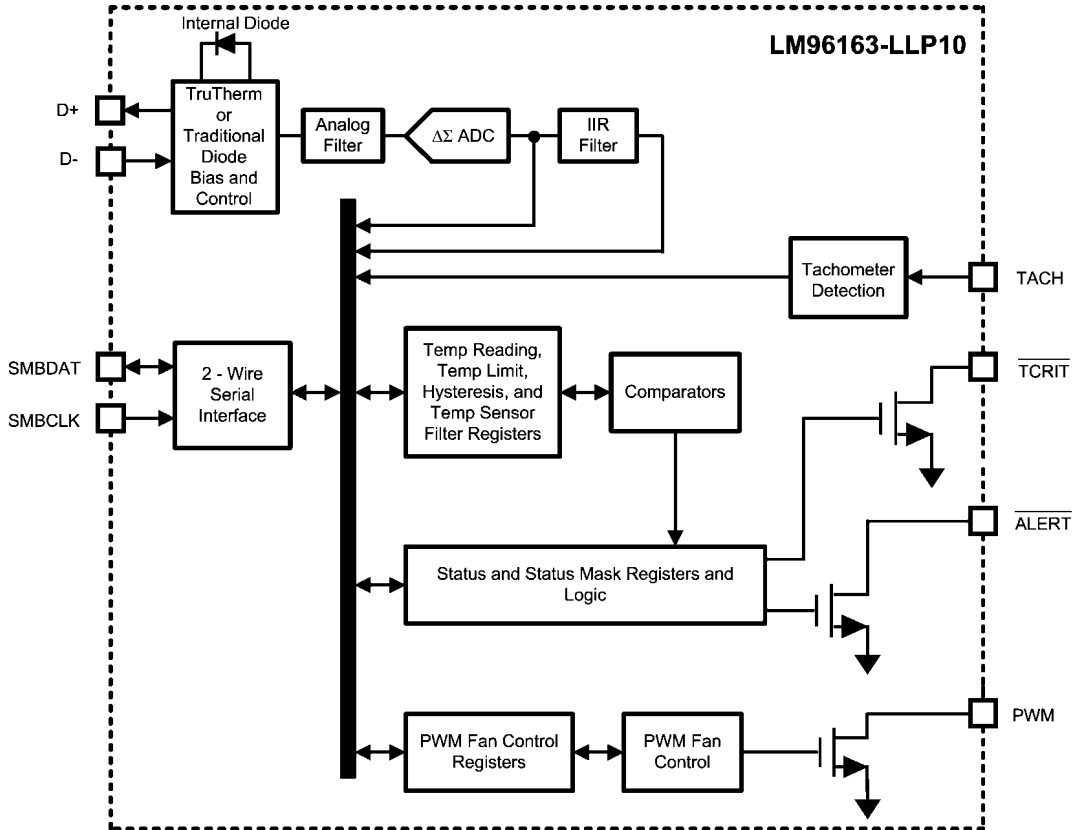 Internal Diode
LM96163-LLP10
D+
D-
TruTherm
or
Traditional
Diode
Bias and
Control
Analog
Filter
ΔΣ ADC
IIR
Filter
Tachometer
Detection
TACH
SMBDAT
SMBCLK
2 - Wire
Serial
Interface
Temp Reading,
Temp Limit,
Hysteresis, and
Temp Sensor
Filter Registers
Comparators
TCRIT
ALERT
Status and Status Mask Registers and
Logic
PWM Fan Control
Registers
PWM Fan
Control
PWM